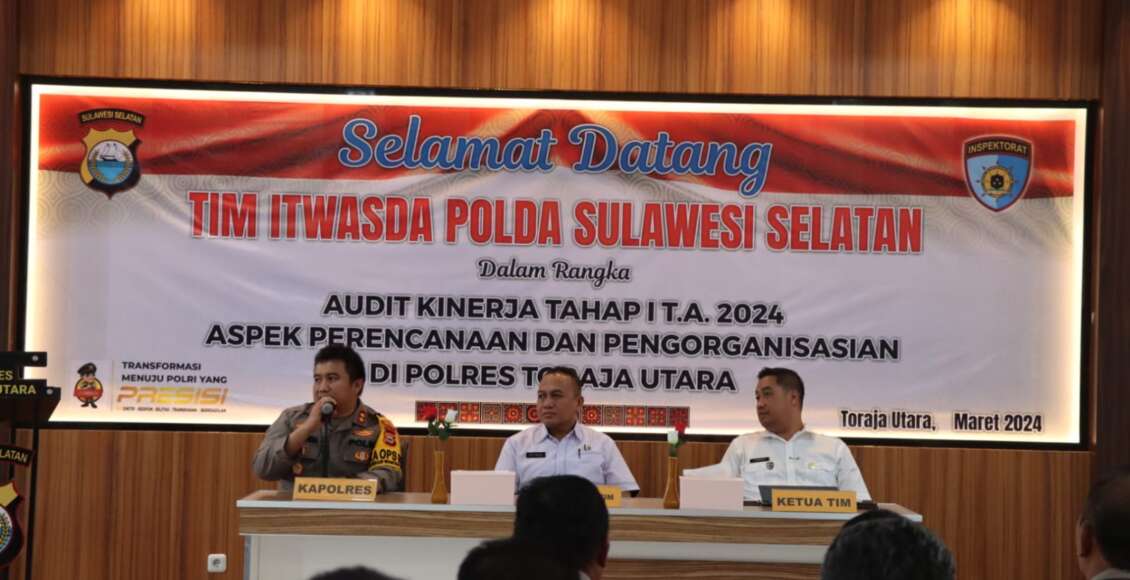 SULAWESI SELATAN
INSPEKTORAT
Selamat Datang
TIM ITWASDA POLDA SULAWESI SELATAN
Dalam Rangka
AUDIT KINERJA TAHAP I T.A. 2024
ASPEK PERENCANAAN DAN PENGORGANISASIAN
DI POLRES TORAJA UTARA
TRANSFORMASI
MENUJU POLRI YANG
PRESISI
Toraja Utara, Maret 2024
UTARA
KAPOLRES
KETUA TIM